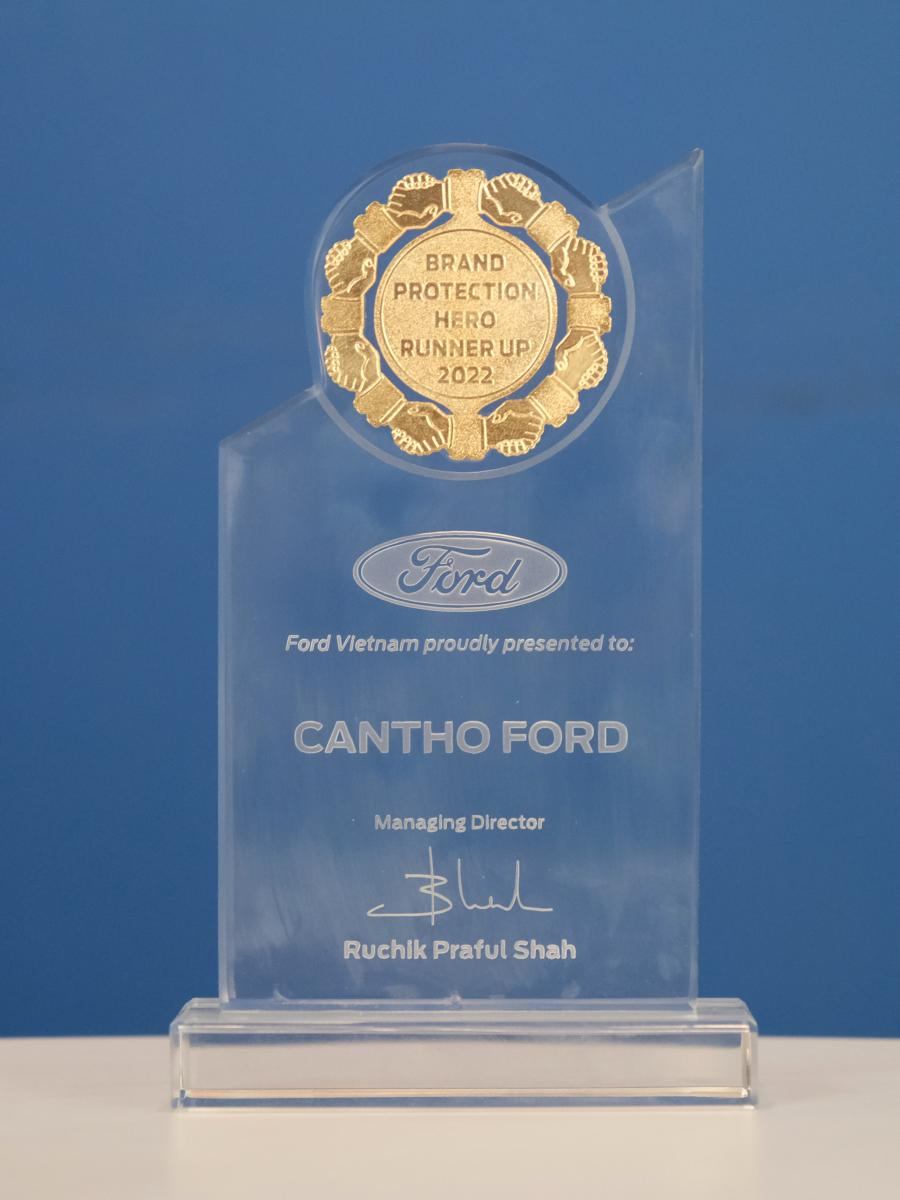 BRAND
PROTECTION
HERO
RUNNER UP
2022
Ford
Ford Vietnam proudly presented to:
CANTHO FORD
Managing Director
Ruchik Praful Shah